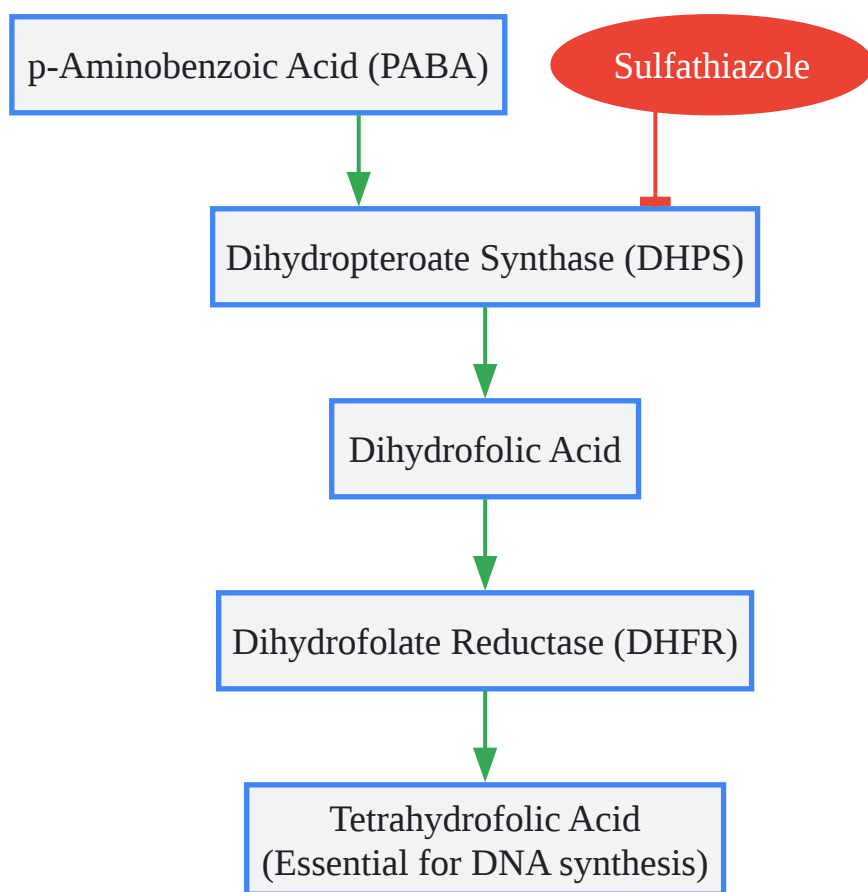 p-Aminobenzoic Acid (PABA)
Sulfathiazole
Dihydropteroate Synthase (DHPS)
Dihydrofolic Acid
Dihydrofolate Reductase (DHFR)
Tetrahydrofolic Acid
(Essential for DNA synthesis)